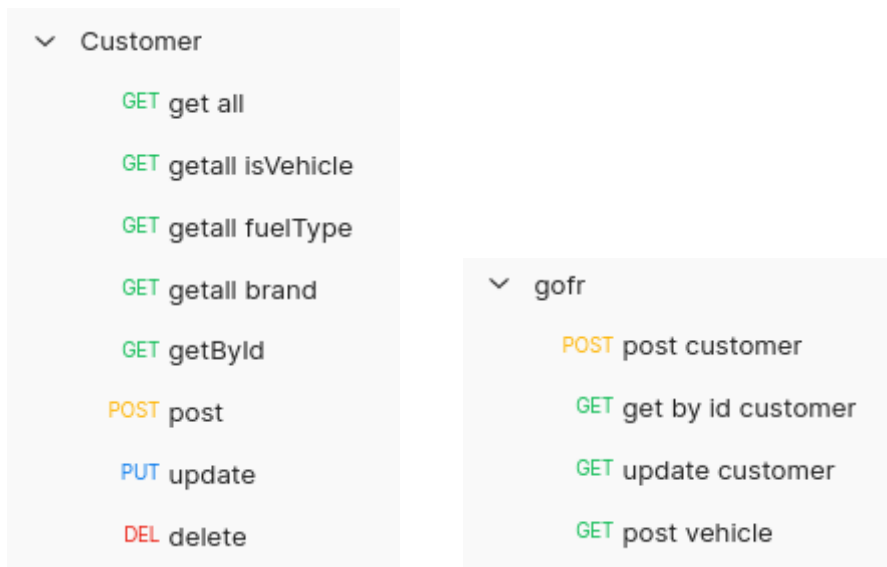 Customer
GET get all
GET getall isVehicle
GET getall fuelType
GET getall brand
GET getById
POST post
PUT update
DEL delete
gofr
POST post customer
GET get by id customer
GET update customer
GET post vehicle